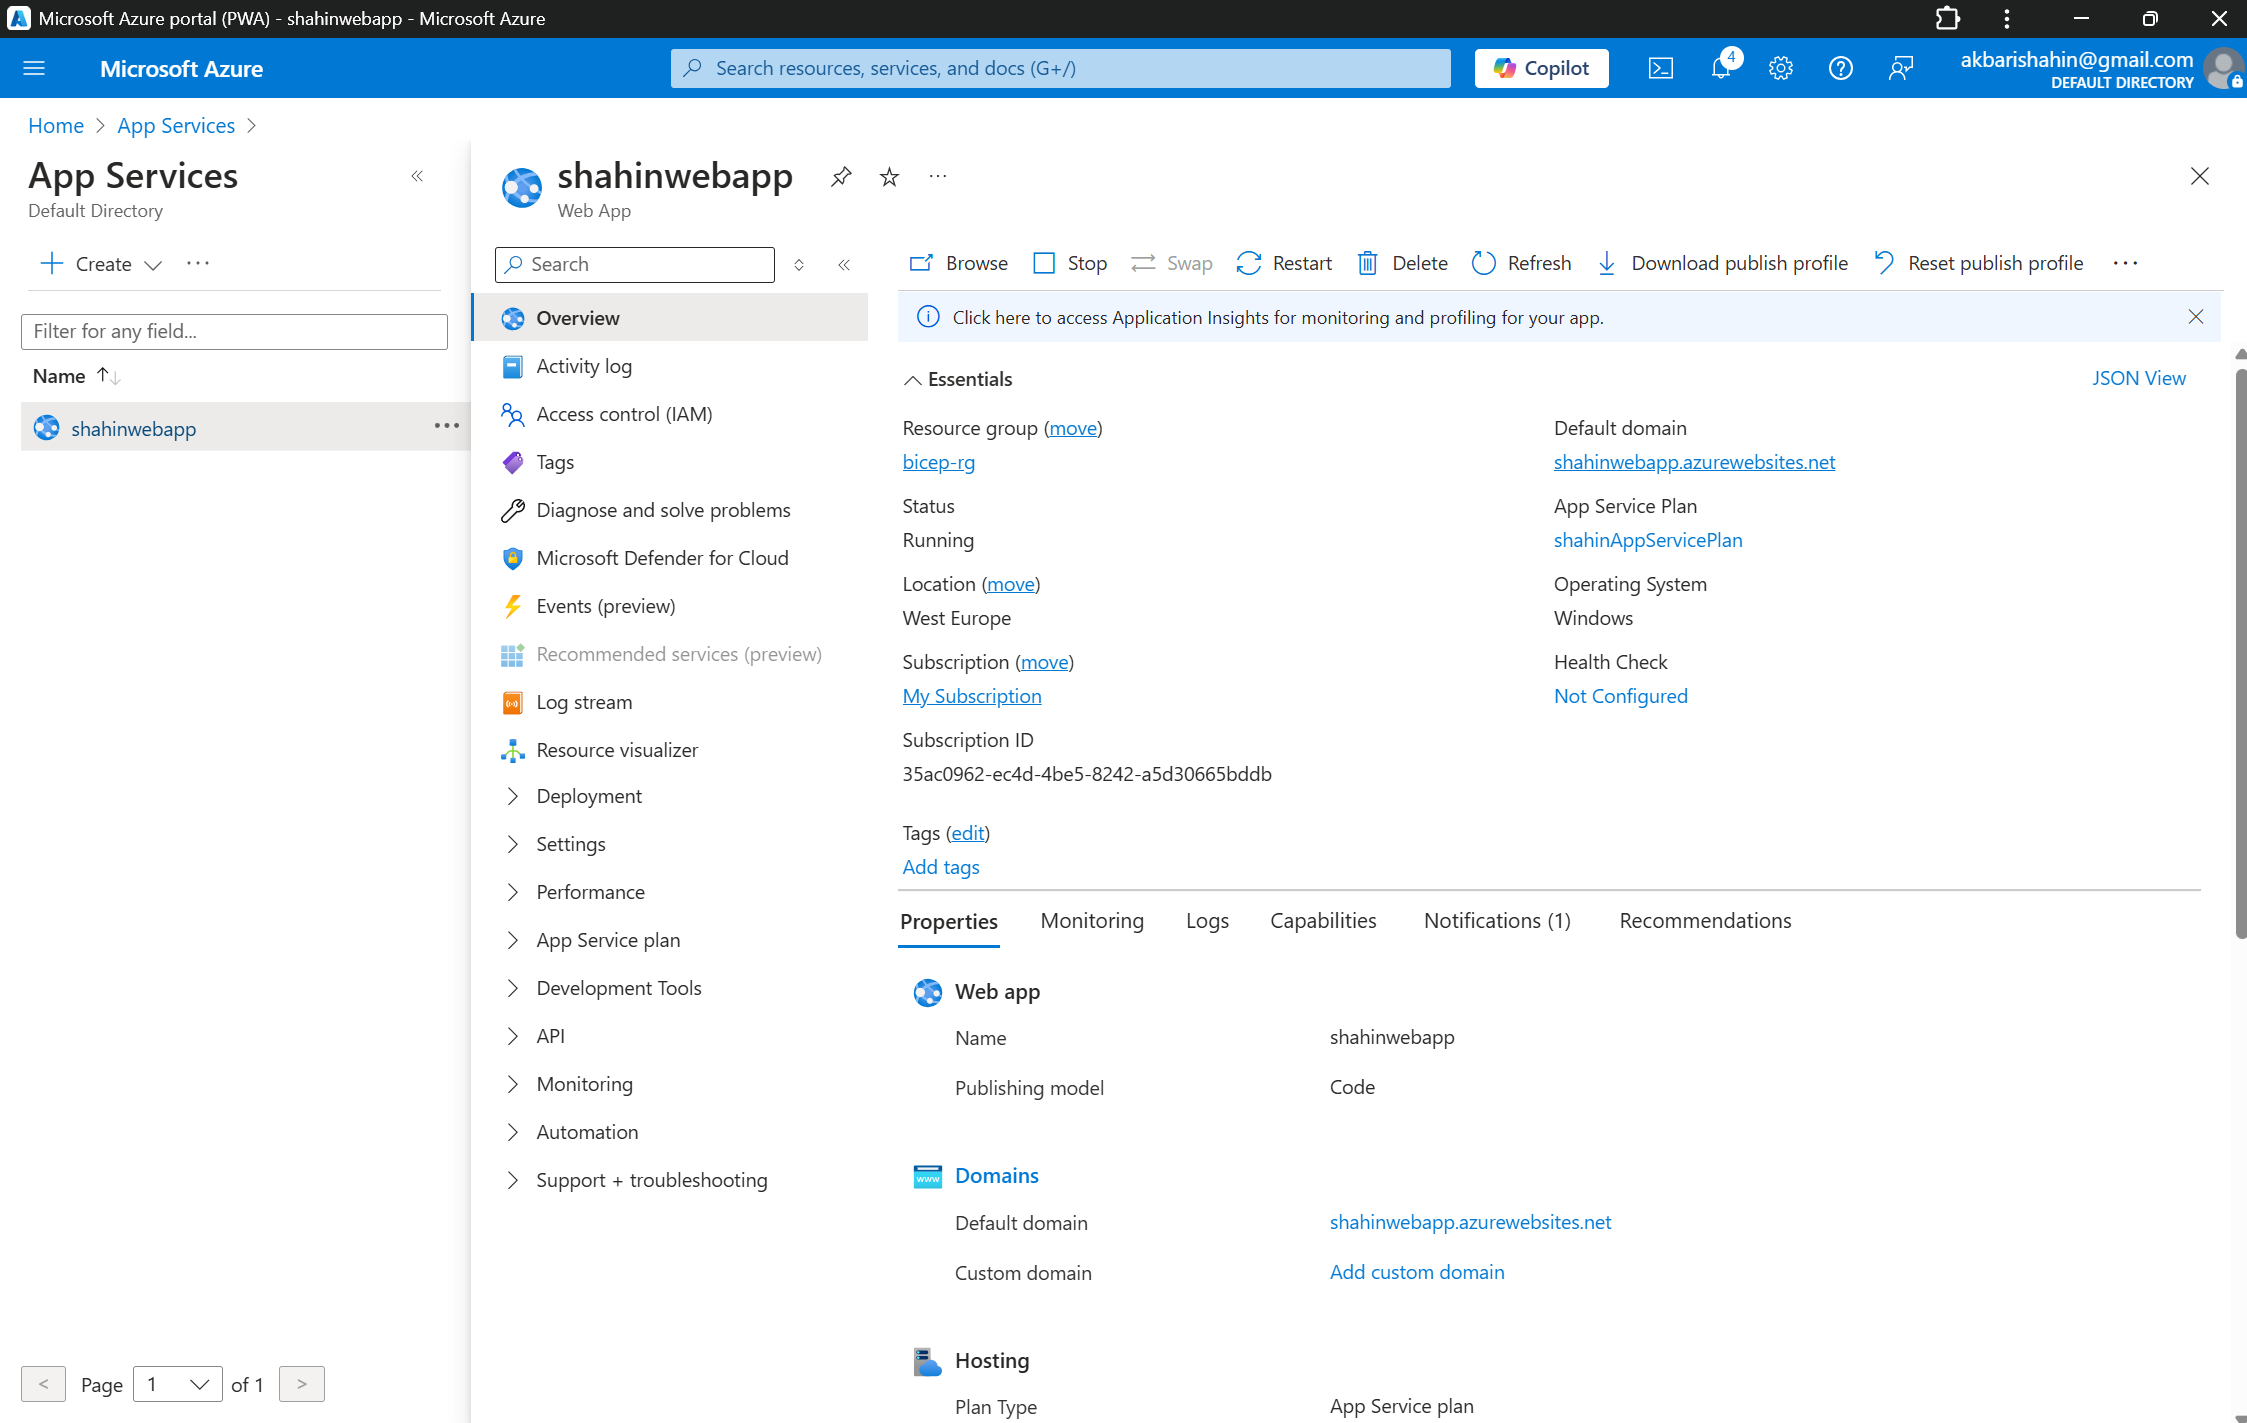 Microsoft Azure portal (PWA) - shahinwebapp - Microsoft Azure
Microsoft Azure
Search resources, services, and docs (G+/)
Copilot
4
akbarishahin@gmail.com
DEFAULT DIRECTORY
Home > App Services >
App Services
Default Directory
Create
Filter for any field...
Name
shahinwebapp
< Page 1 of 1 >
shahinwebapp
Web App
Search
Overview
Activity log
Access control (IAM)
Tags
Diagnose and solve problems
Microsoft Defender for Cloud
Events (preview)
Recommended services (preview)
Log stream
Resource visualizer
Deployment
Settings
Performance
App Service plan
Development Tools
API
Monitoring
Automation
Support + troubleshooting
Browse Stop Swap Restart Delete Refresh Download publish profile Reset publish profile
Click here to access Application Insights for monitoring and profiling for your app.
Essentials
JSON View
Resource group (move)
bicep-rg
Status
Running
Location (move)
West Europe
Subscription (move)
My Subscription
Subscription ID
35ac0962-ec4d-4be5-8242-a5d30665bddb
Default domain
shahinwebapp.azurewebsites.net
App Service Plan
shahinAppServicePlan
Operating System
Windows
Health Check
Not Configured
Tags (edit)
Add tags
Properties Monitoring Logs Capabilities Notifications (1) Recommendations
Web app
Name shahinwebapp
Publishing model Code
www
Domains
Default domain shahinwebapp.azurewebsites.net
Custom domain Add custom domain
Hosting
Plan Type App Service plan